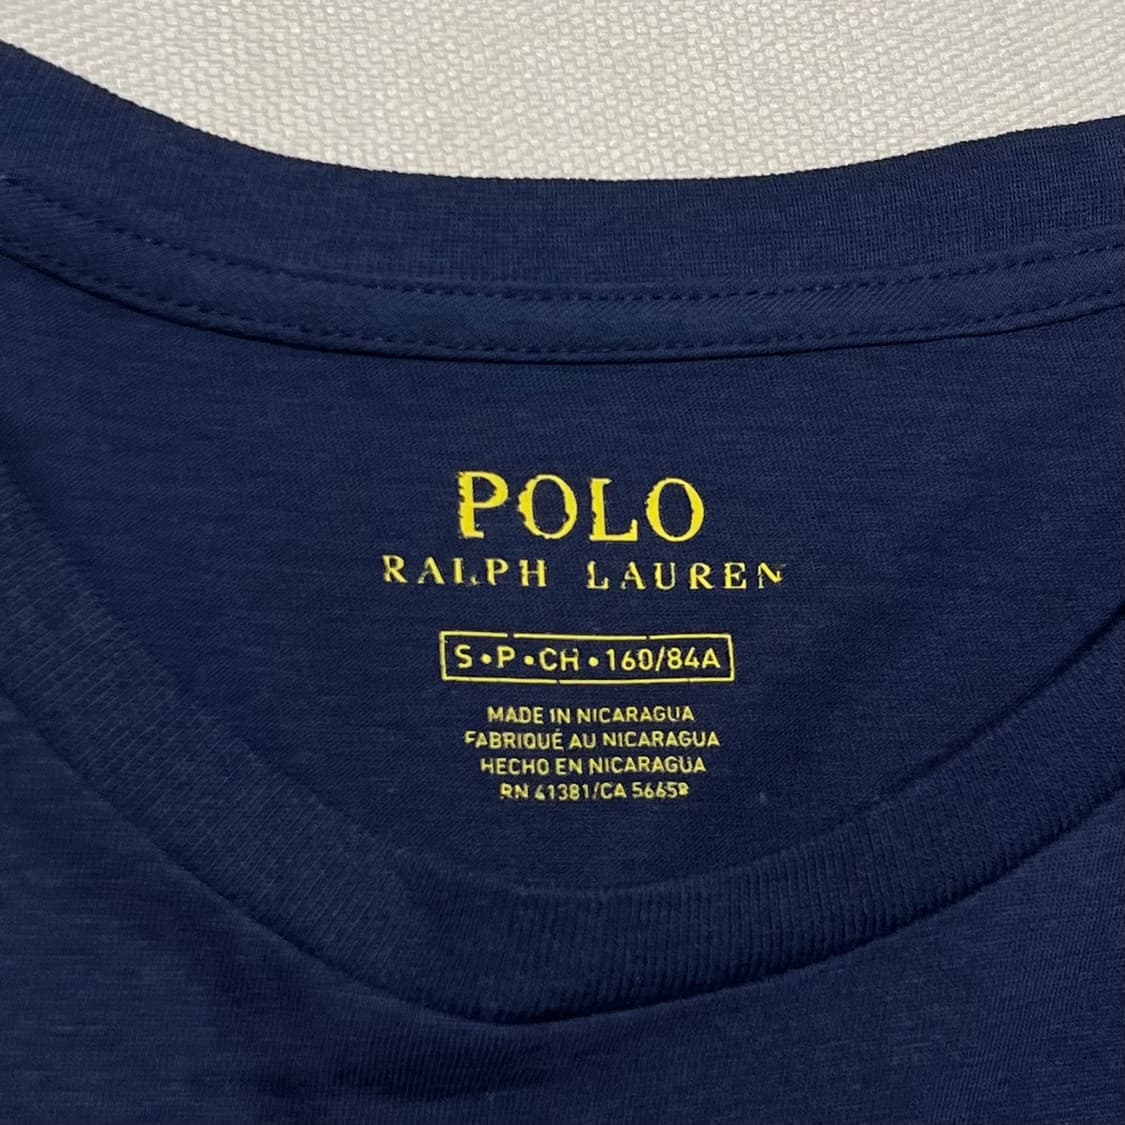 POLO
RALPH LAUREN
S•P•CH•160/84A
MADE IN NICARAGUA
FABRIQUÉ AU NICARAGUA
HECHO EN NICARAGUA
RN 41381/CA 56658